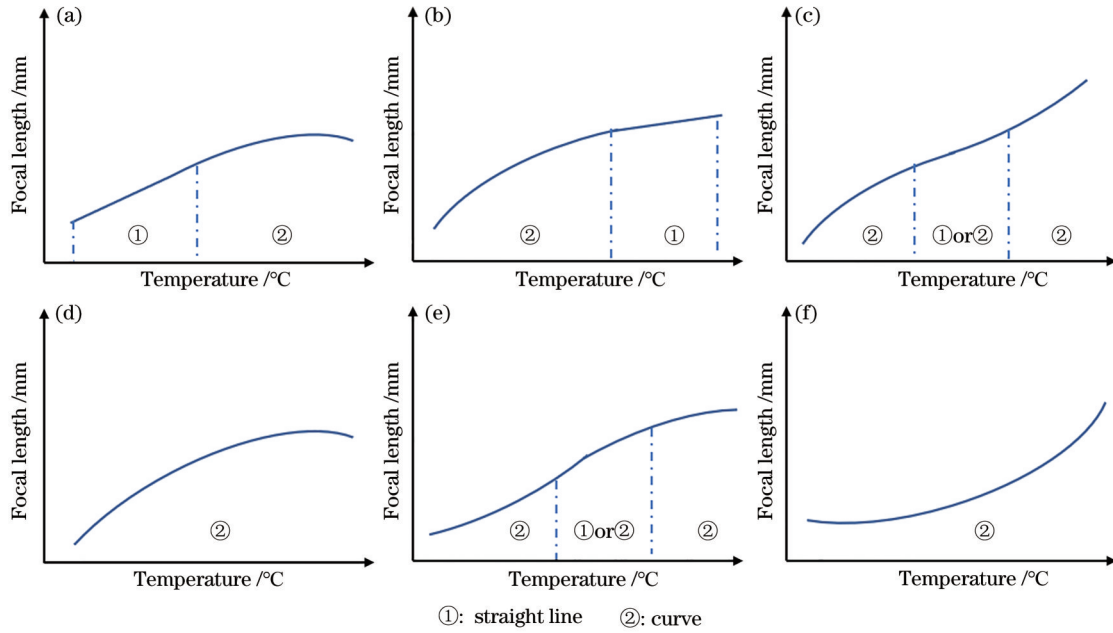 (a)
Focal length /mm
①
②
Temperature /℃
(b)
Focal length /mm
②
①
Temperature /℃
(c)
Focal length /mm
②
①or②
②
Temperature /℃
(d)
Focal length /mm
②
Temperature /℃
(e)
Focal length /mm
②
①or②
②
Temperature /℃
(f)
Focal length /mm
②
Temperature /℃
①: straight line ②: curve